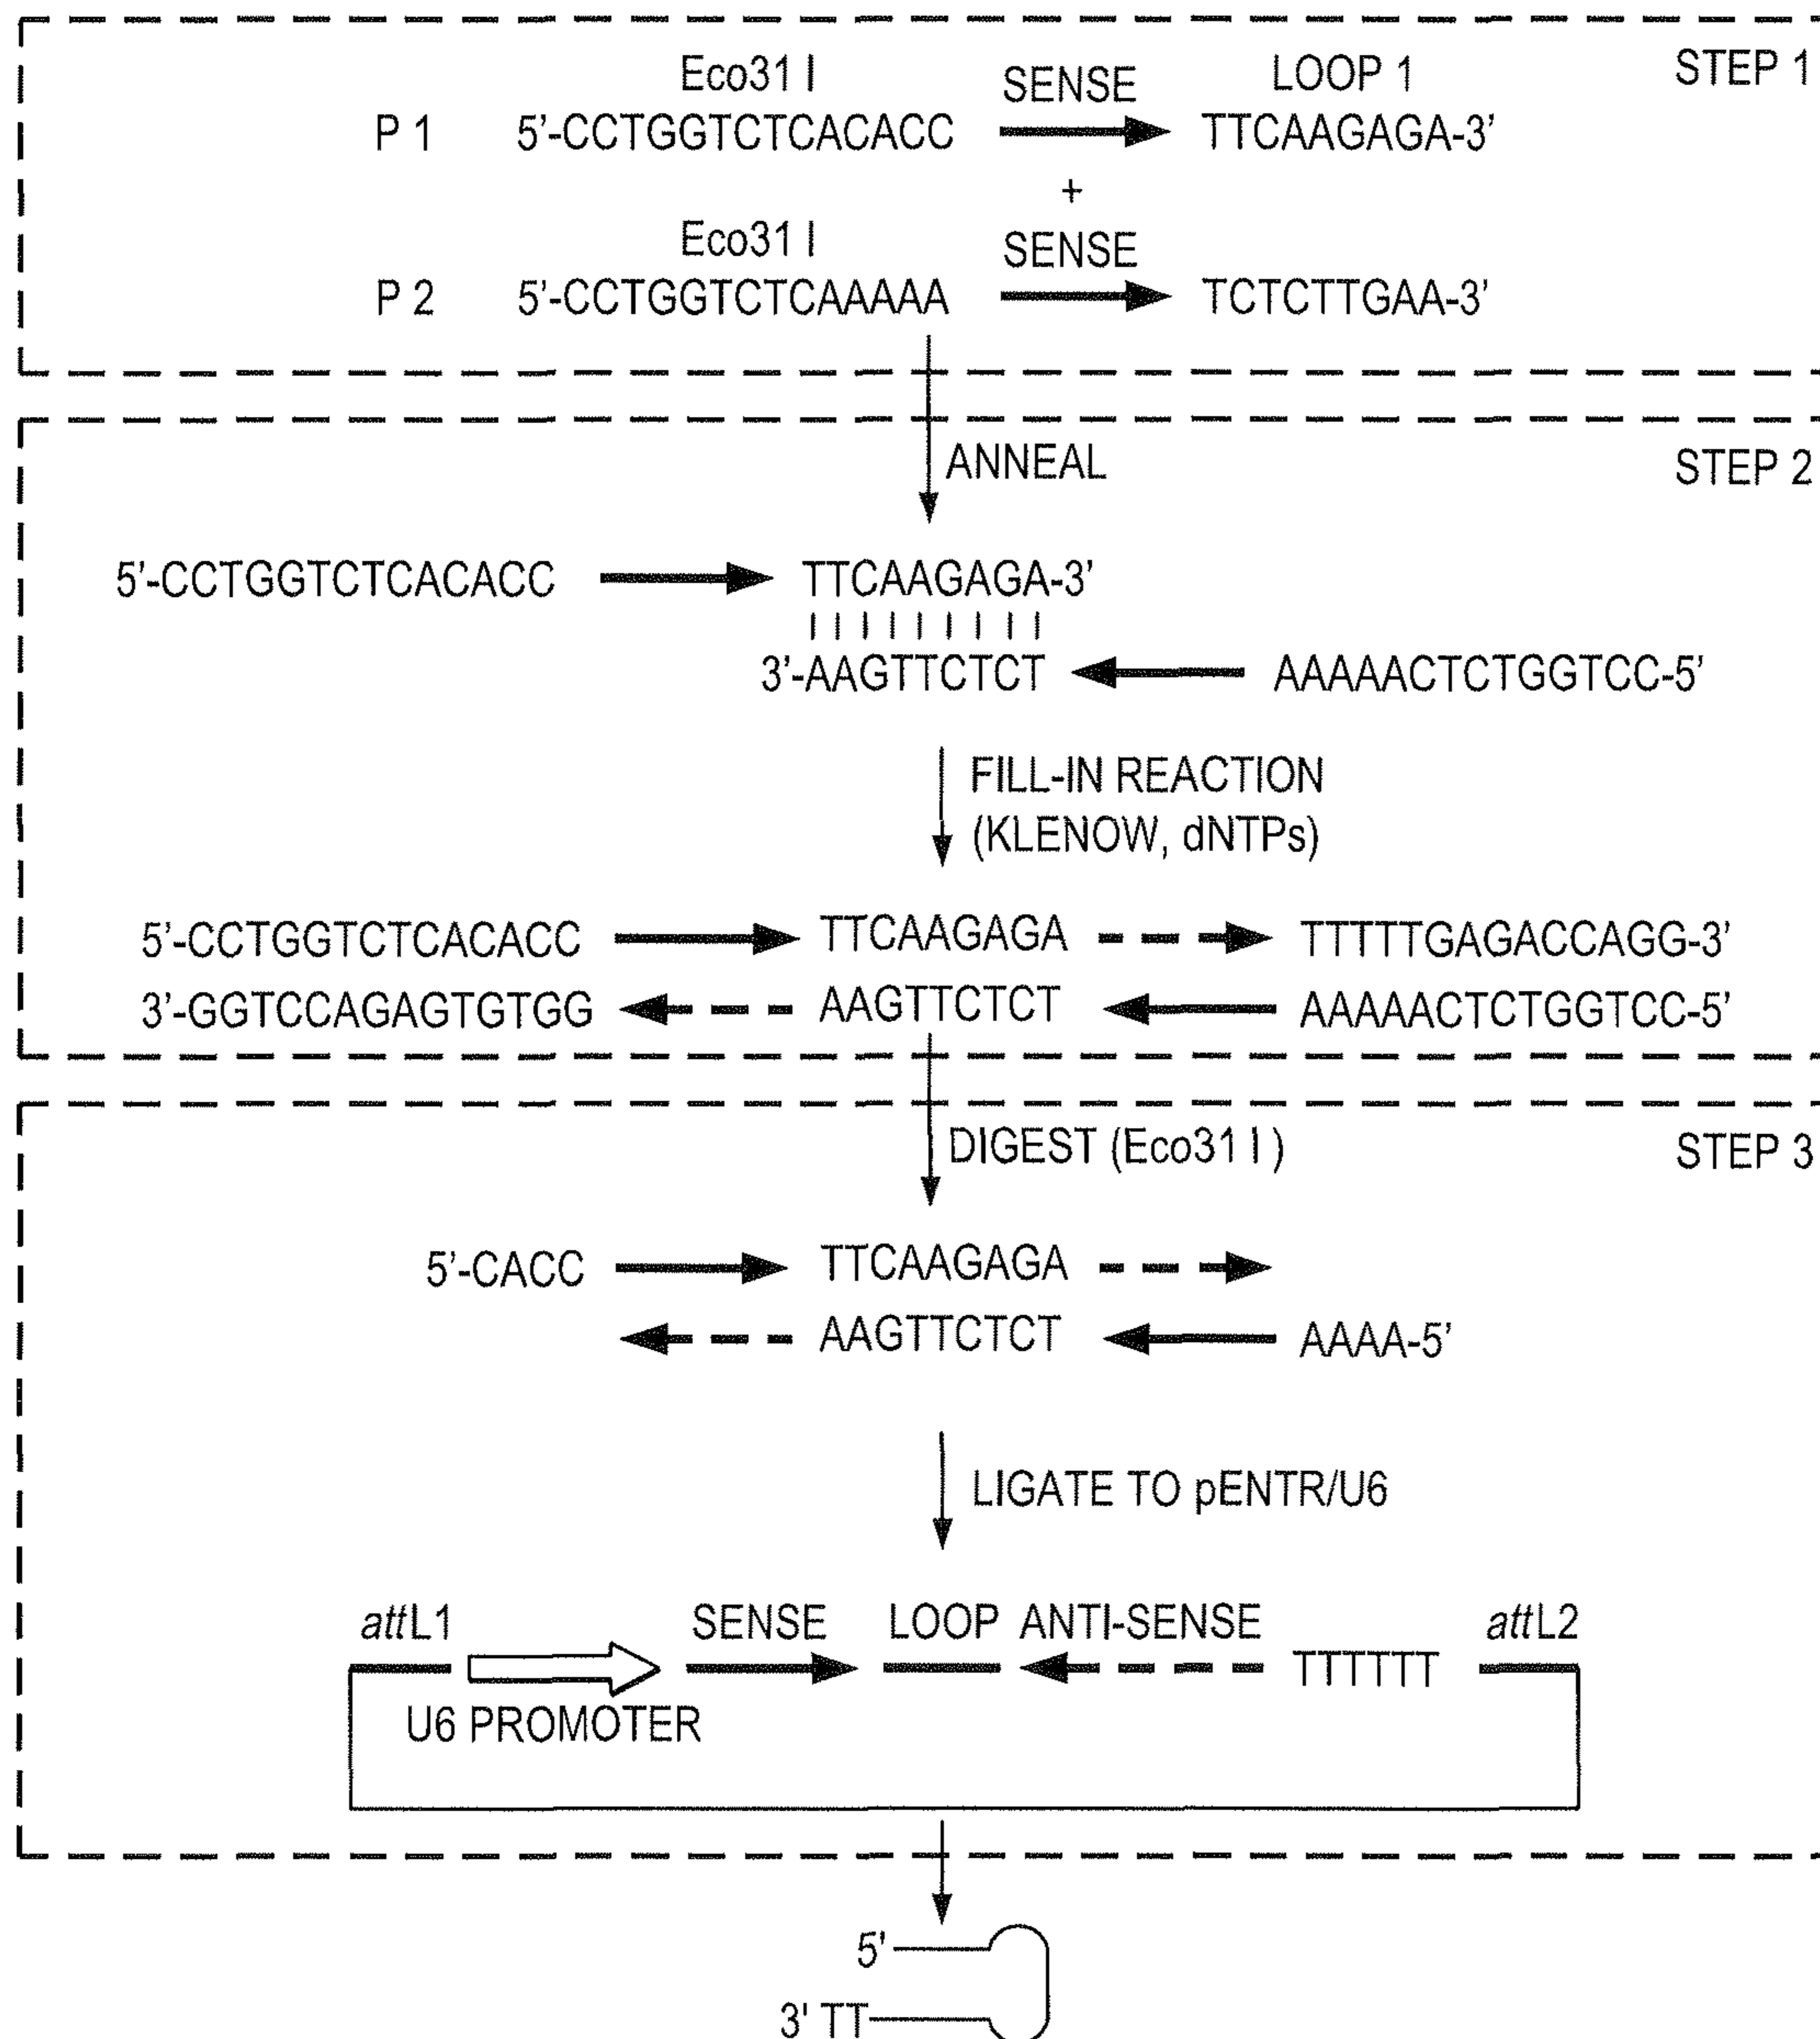 STEP 1
Eco31 I SENSE LOOP 1
P 1 5'-CCTGGTCTCACACC TTCAAGAGA-3'
+
Eco31 I SENSE
P 2 5'-CCTGGTCTCAAAAA TCTCTTGAA-3'
STEP 2
ANNEAL
5'-CCTGGTCTCACACC TTCAAGAGA-3'
3'-AAGTTCTCT AAAAACTCTGGTCC-5'
FILL-IN REACTION
(KLENOW, dNTPs)
5'-CCTGGTCTCACACC TTCAAGAGA TTTTTGAGACCAGG-3'
3'-GGTCCAGAGTGTGG AAGTTCTCT AAAAACTCTGGTCC-5'
STEP 3
DIGEST (Eco31 I)
5'-CACC TTCAAGAGA
AAGTTCTCT AAAA-5'
LIGATE TO pENTR/U6
attL1 SENSE LOOP ANTI-SENSE attL2
TTTTTT
U6 PROMOTER
5'
3' TT